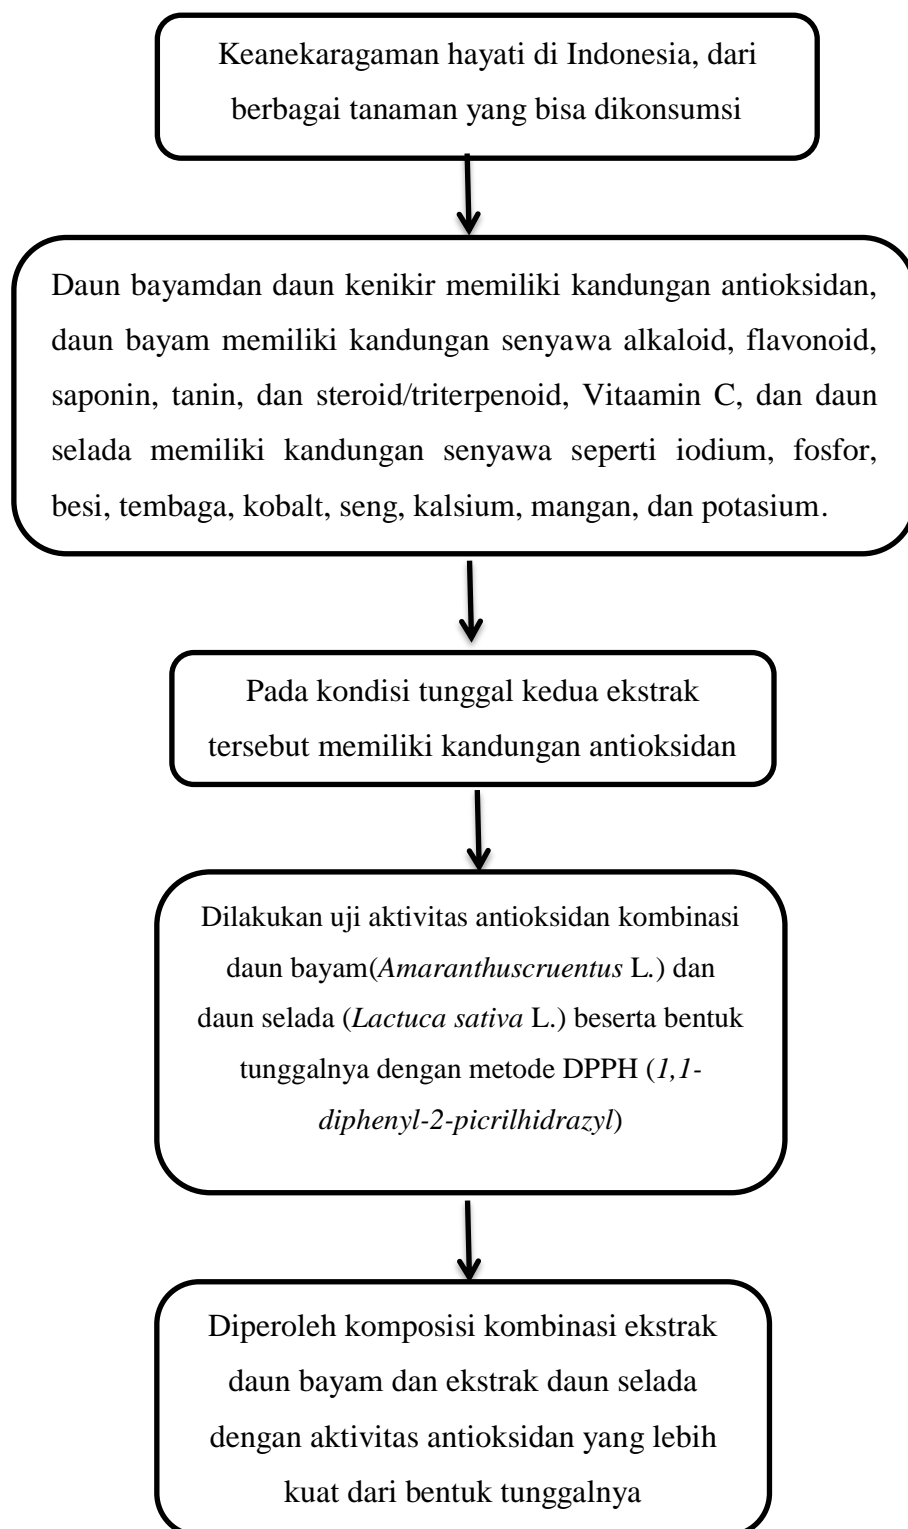 Keanekaragaman hayati di Indonesia, dari
berbagai tanaman yang bisa dikonsumsi
Daun bayamdan daun kenikir memiliki kandungan antioksidan,
daun bayam memiliki kandungan senyawa alkaloid, flavonoid,
saponin, tanin, dan steroid/triterpenoid, Vitaamin C, dan daun
selada memiliki kandungan senyawa seperti iodium, fosfor,
besi, tembaga, kobalt, seng, kalsium, mangan, dan potasium.
Pada kondisi tunggal kedua ekstrak
tersebut memiliki kandungan antioksidan
Dilakukan uji aktivitas antioksidan kombinasi
daun bayam(Amaranthuscruentus L.) dan
daun selada (Lactuca sativa L.) beserta bentuk
tunggalnya dengan metode DPPH (1,1-
diphenyl-2-picrilhidrazyl)
Diperoleh komposisi kombinasi ekstrak
daun bayam dan ekstrak daun selada
dengan aktivitas antioksidan yang lebih
kuat dari bentuk tunggalnya